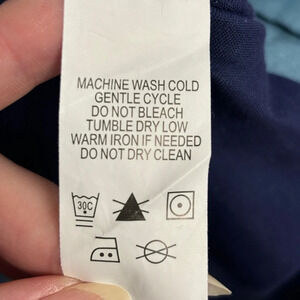 MACHINE WASH COLD
GENTLE CYCLE
DO NOT BLEACH
TUMBLE DRY LOW
WARM IRON IF NEEDED
DO NOT DRY CLEAN
30C